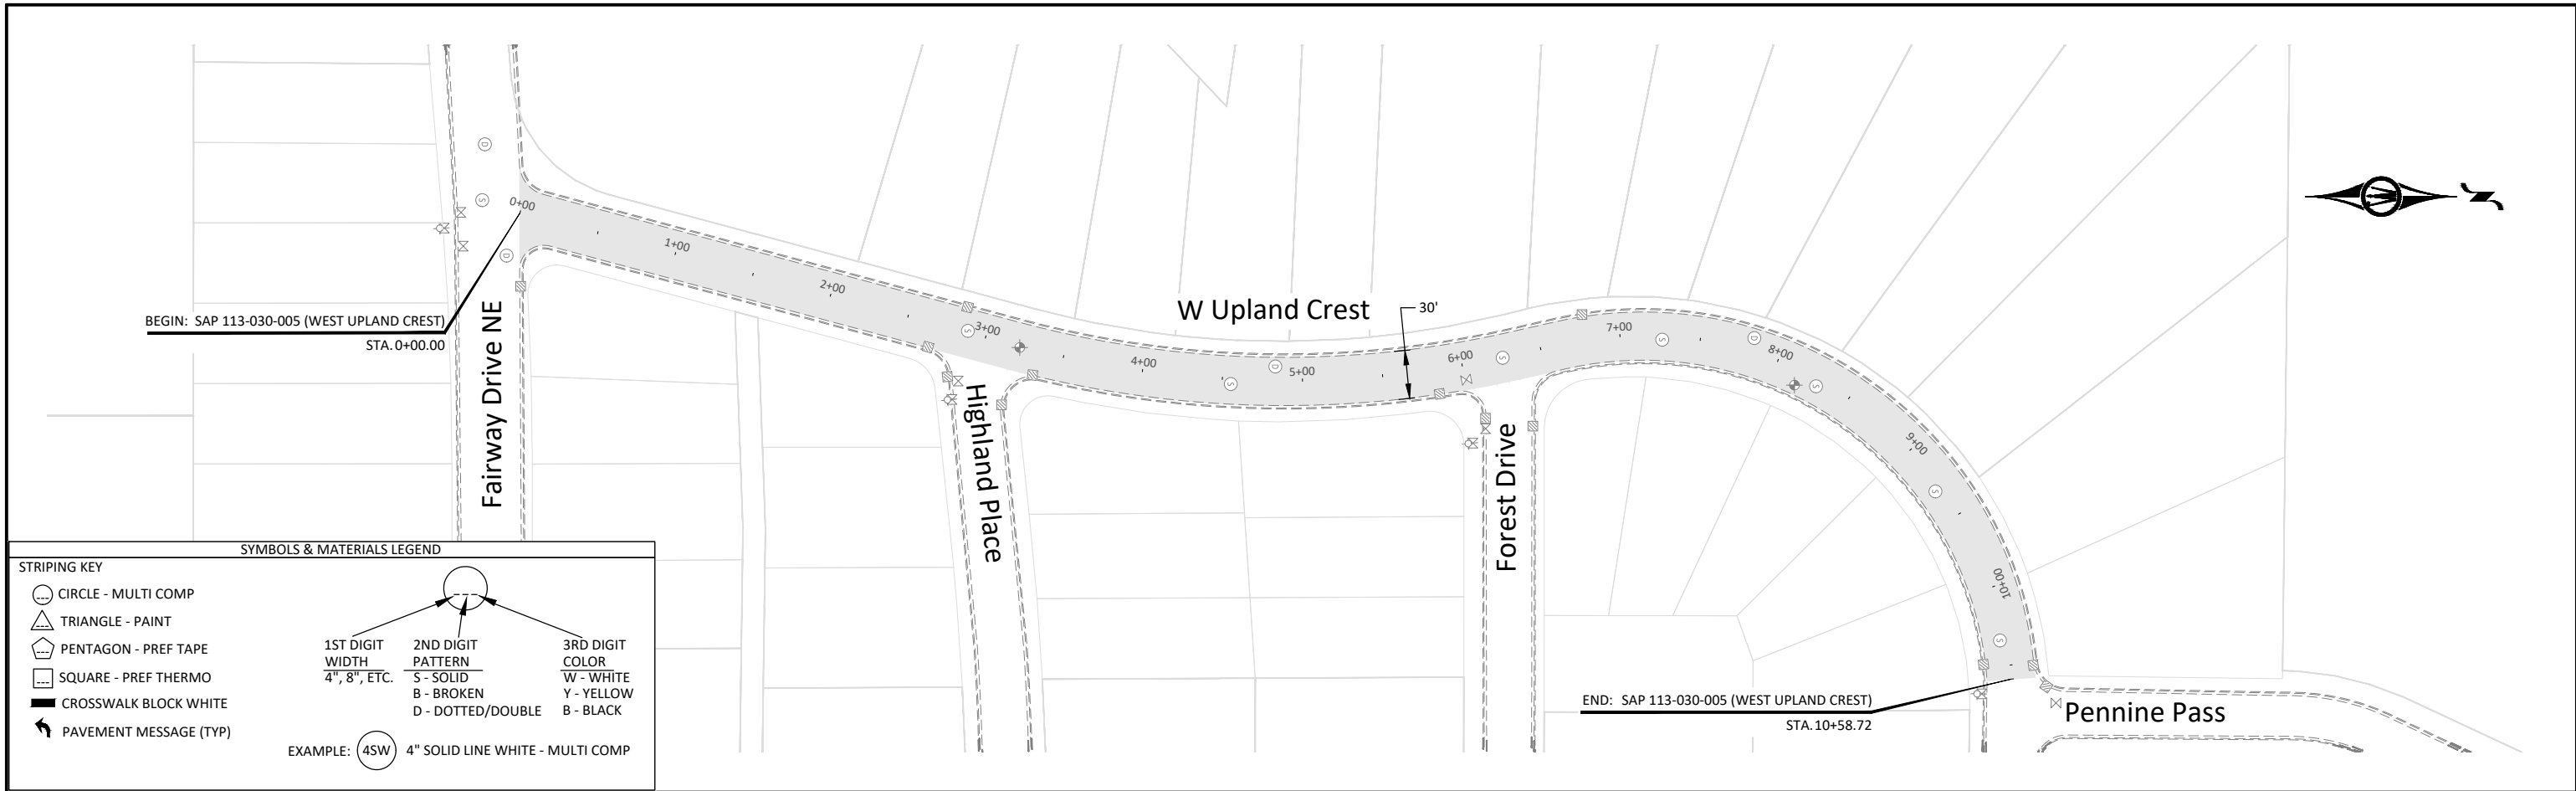 0+00
1+00
2+00
3+00
4+00
5+00
6+00
7+00
8+00
9+00
10+00
W Upland Crest
30'
N
BEGIN: SAP 113-030-005 (WEST UPLAND CREST)
STA. 0+00.00
Fairway Drive NE
Highland Place
Forest Drive
END: SAP 113-030-005 (WEST UPLAND CREST)
STA.10+58.72
Pennine Pass
D
S
D
S
S
D
S
S
D
S
S
S
SYMBOLS & MATERIALS LEGEND
STRIPING KEY
CIRCLE - MULTI COMP
TRIANGLE - PAINT
PENTAGON - PREF TAPE
SQUARE - PREF THERMO
CROSSWALK BLOCK WHITE
PAVEMENT MESSAGE (TYP)
1ST DIGIT
WIDTH
4", 8", ETC.
2ND DIGIT
PATTERN
S - SOLID
B - BROKEN
D - DOTTED/DOUBLE
3RD DIGIT
COLOR
W - WHITE
Y - YELLOW
B - BLACK
EXAMPLE: 4SW 4" SOLID LINE WHITE - MULTI COMP